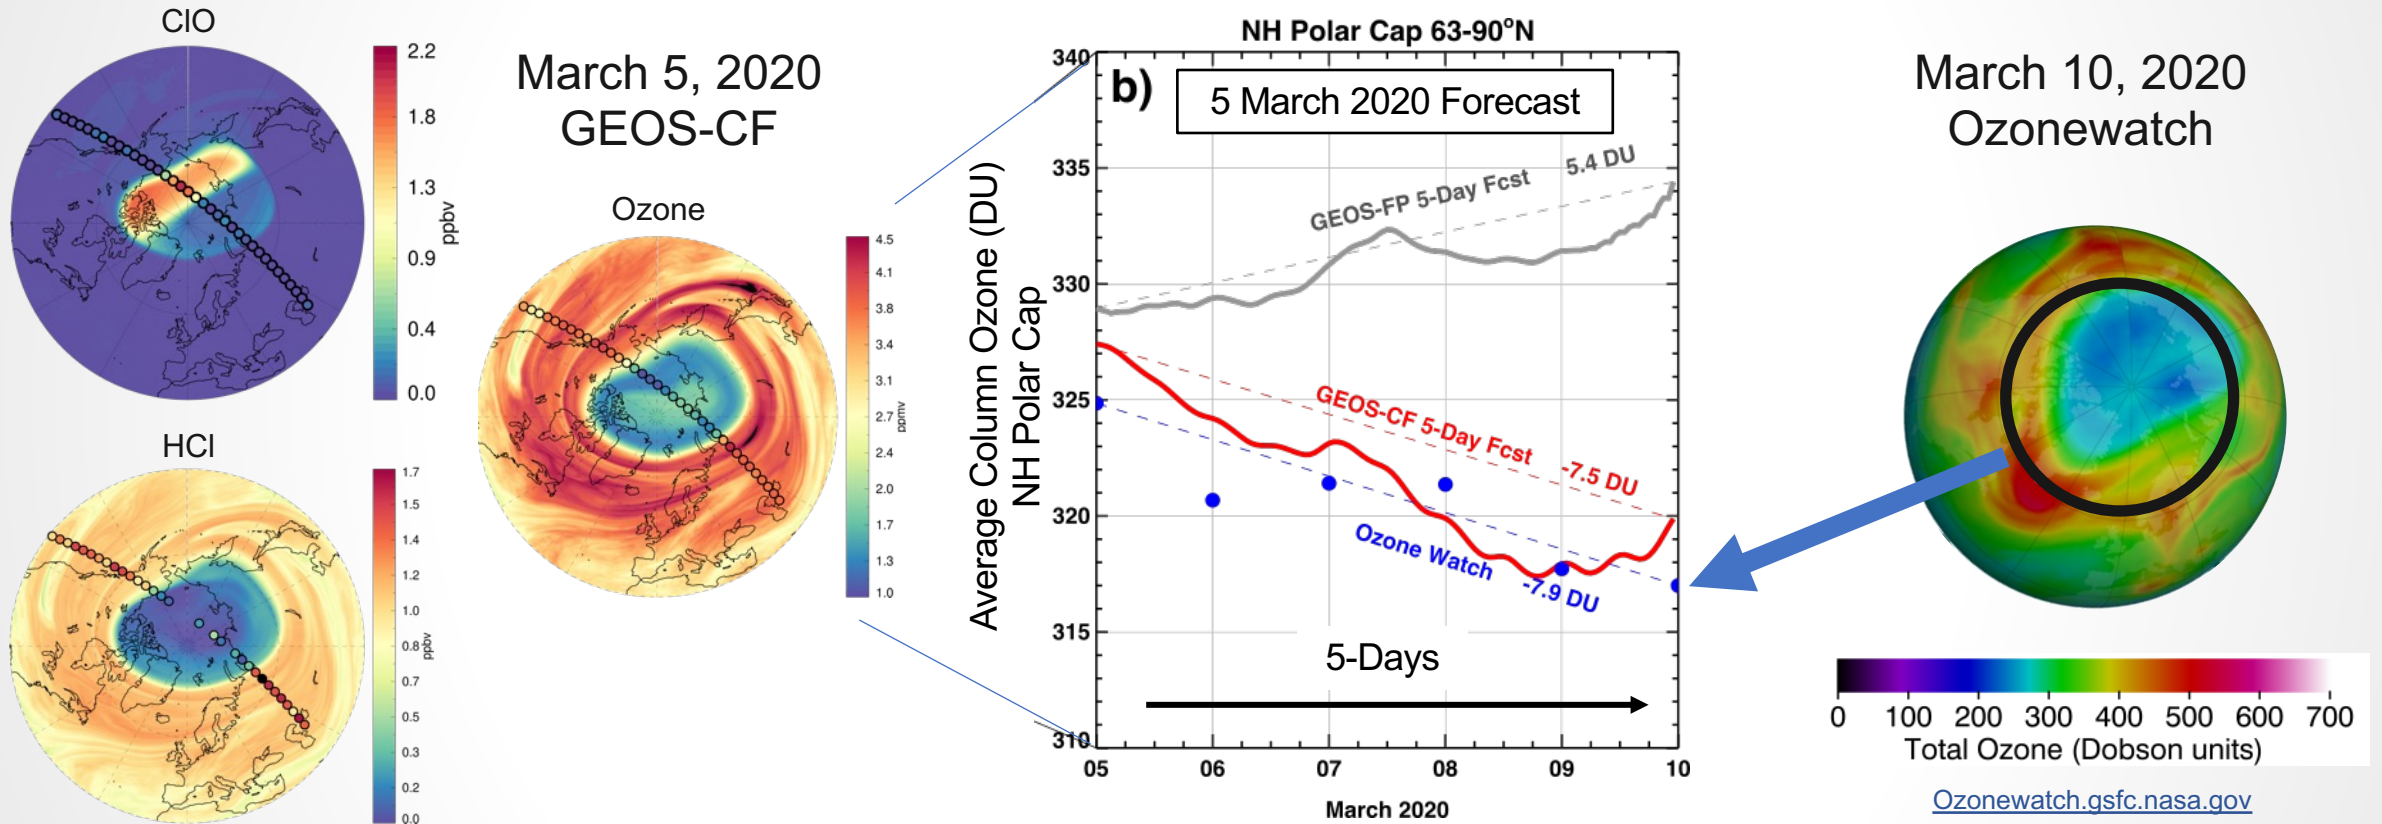 ClO
2.2
1.8
1.3
0.9
0.4
0.0
ppbv
HCl
1.7
1.5
1.4
1.2
1.0
0.8
0.7
0.5
0.3
0.2
0.0
ppbv
March 5, 2020
GEOS-CF
Ozone
4.5
4.1
3.8
3.4
3.1
2.7
2.4
2.0
1.7
1.3
1.0
ppmv
NH Polar Cap 63-90°N
b)
5 March 2020 Forecast
Average Column Ozone (DU)
NH Polar Cap
340
335
330
325
320
315
310
GEOS-FP 5-Day Fcst 5.4 DU
GEOS-CF 5-Day Fcst -7.5 DU
Ozone Watch -7.9 DU
5-Days
05 06 07 08 09 10
March 2020
March 10, 2020
Ozonewatch
0 100 200 300 400 500 600 700
Total Ozone (Dobson units)
Ozonewatch.gsfc.nasa.gov